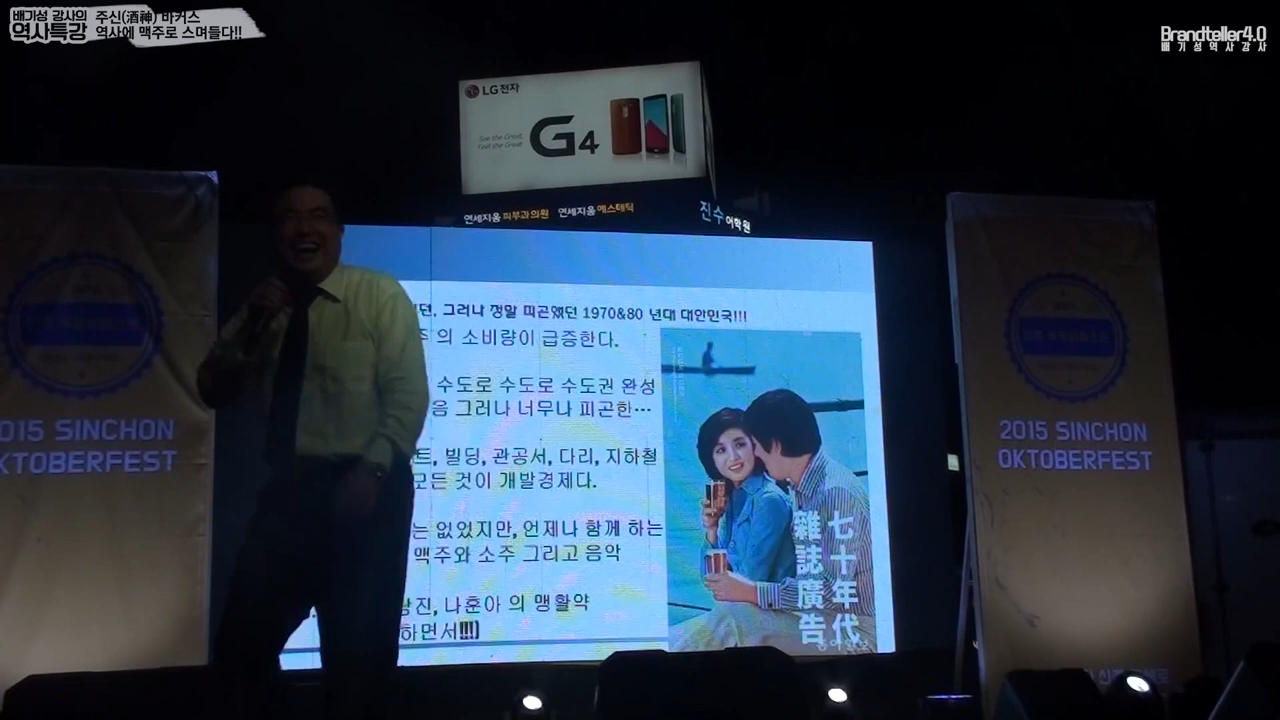 배기성 강사의
역사특강
주신(酒神) 바커스
역사에 맥주로 스며들다!!
Brandteller4.0
배기성역사강사
LG전자
See the Great,
Feel the Great
G4
연세지움피부과의원 연세지움에스테틱
진수어학원
그러나 정말 피곤했던 1970&80 년대 대한민국!!!
의 소비량이 급증한다.
수도로 수도로 수도권 완성
그러나 너무나 피곤한…
빌딩, 관공서, 다리, 지하철
모든 것이 개발경제다.
없었지만, 언제나 함께 하는
맥주와 소주 그리고 음악
나훈아 의 맹활약
하면서!!!)
七十年代
雜誌廣告
015 SINCHON
KTOBERFEST
2015 SINCHON
OKTOBERFEST